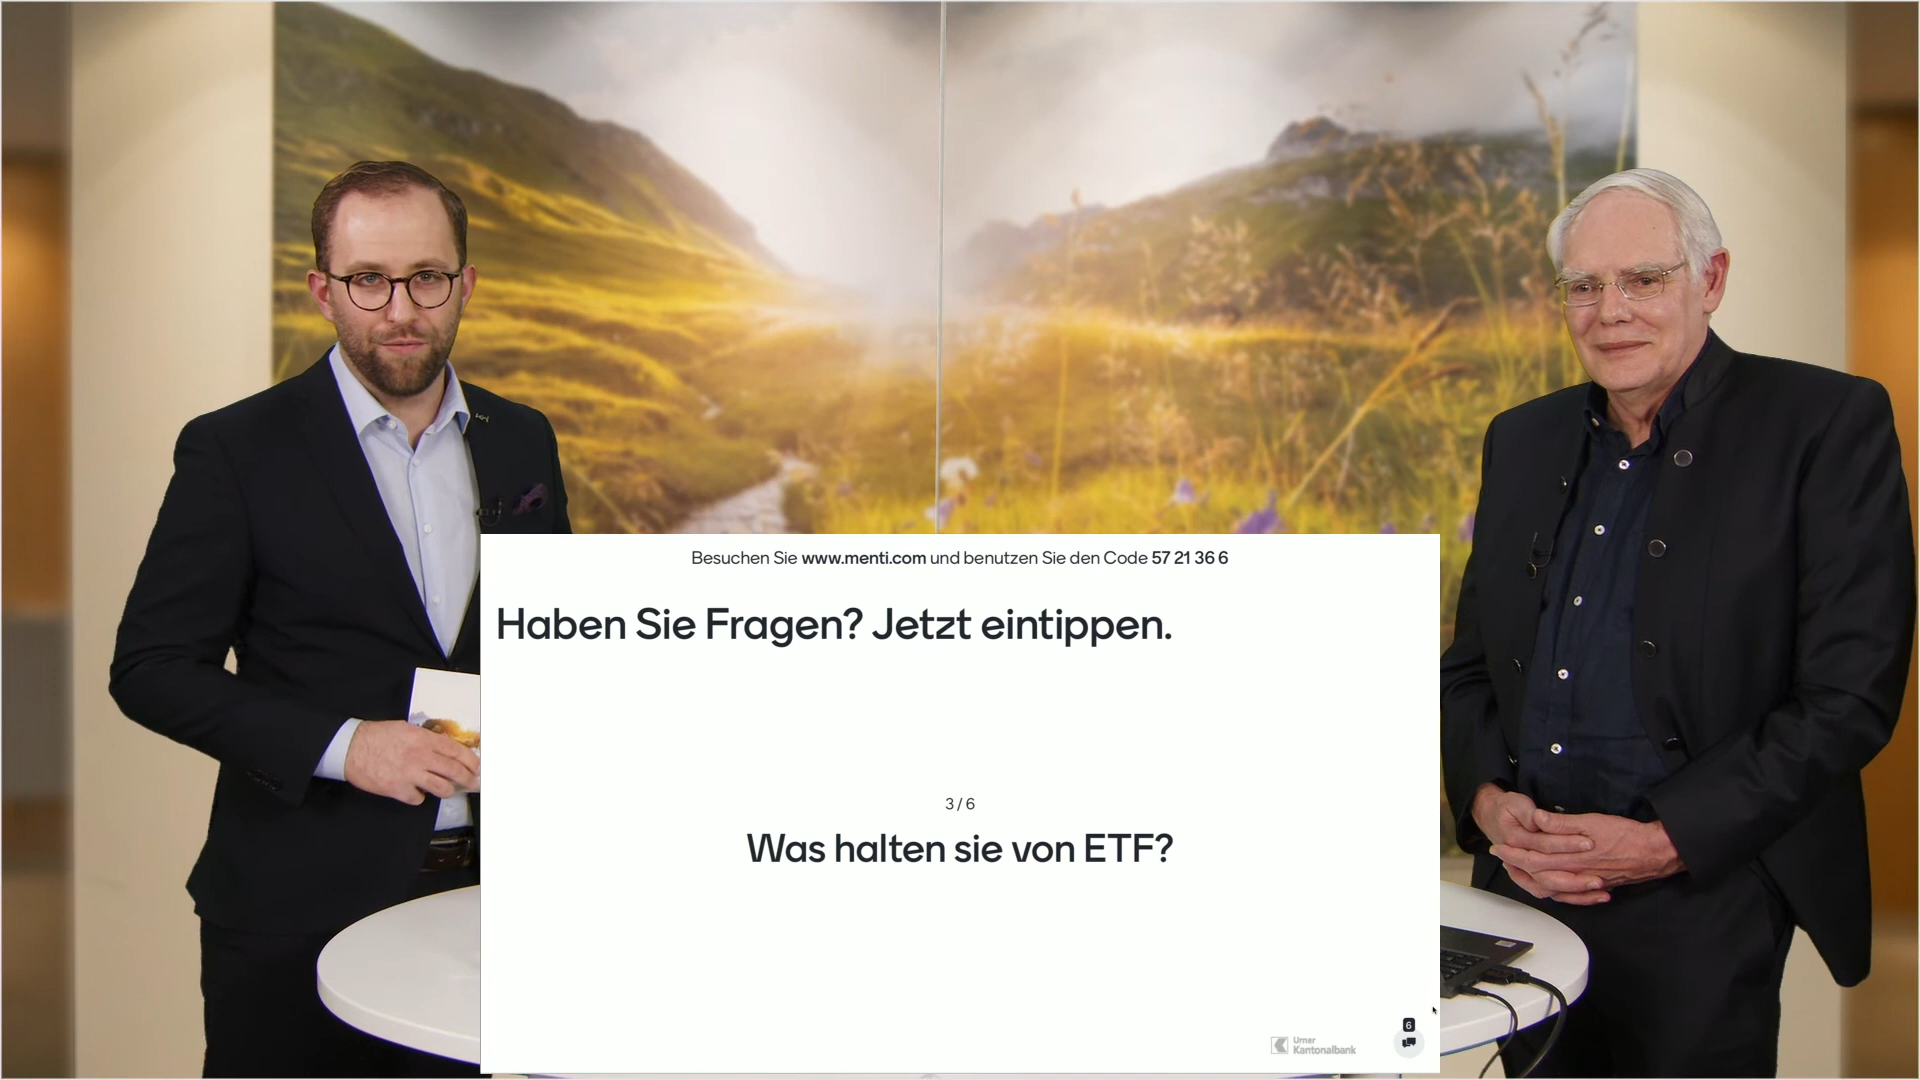 Besuchen Sie www.menti.com und benutzen Sie den Code 57 21 36 6
Haben Sie Fragen? Jetzt eintippen.
3 / 6
Was halten sie von ETF?
6
Urner
Kantonalbank